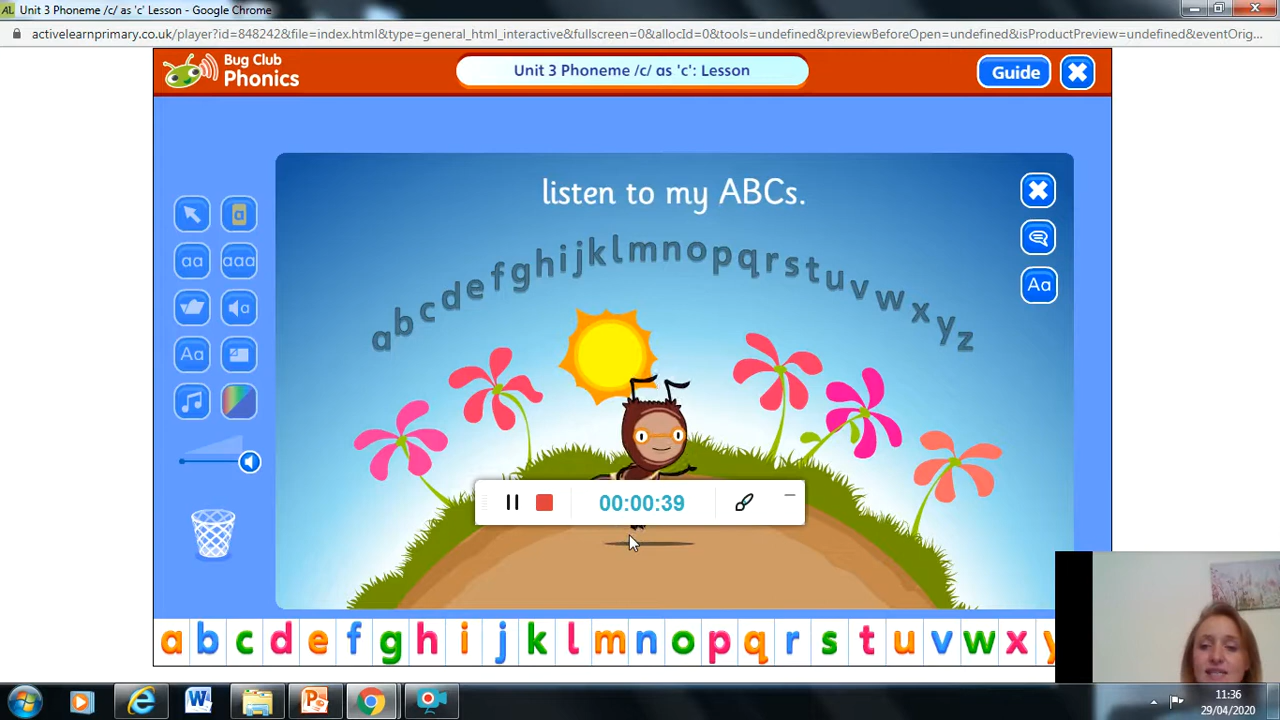 Unit 3 Phoneme /c/ as 'c' Lesson - Google Chrome
activelearnprimary.co.uk/player?id=848242&file=index.html&type=general_html_interactive&fullscreen=0&allocId=0&tools=undefined&previewBeforeOpen=undefined&isProductPreview=undefined&eventOrig...
Bug Club
Phonics
Unit 3 Phoneme /c/ as 'c': Lesson
Guide
listen to my ABCs.
a b c d e f g h i j k l m n o p q r s t u v w x y z
a
aa
aaa
a
Aa
Aa
00:00:39
a b c d e f g h i j k l m n o p q r s t u v w x y
11:36
29/04/2020